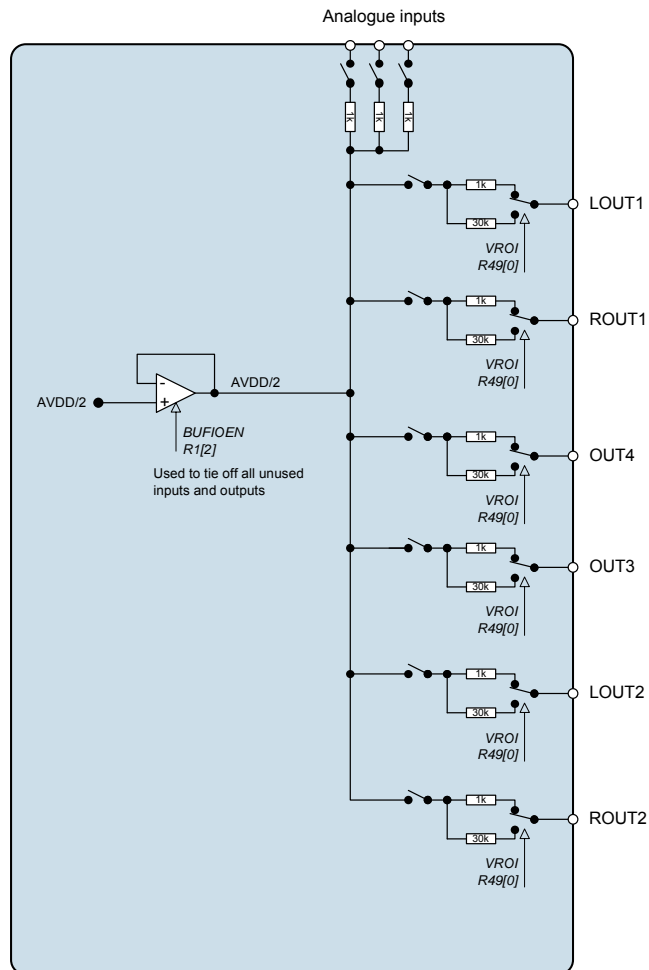 Analogue inputs
1k 1k 1k
1k
LOUT1
30k
VROI
R49[0]
1k
ROUT1
30k
VROI
R49[0]
-
AVDD/2
AVDD/2
+
BUFIOEN
R1[2]
Used to tie off all unused
inputs and outputs
1k
OUT4
30k
VROI
R49[0]
1k
OUT3
30k
VROI
R49[0]
1k
LOUT2
30k
VROI
R49[0]
1k
ROUT2
30k
VROI
R49[0]